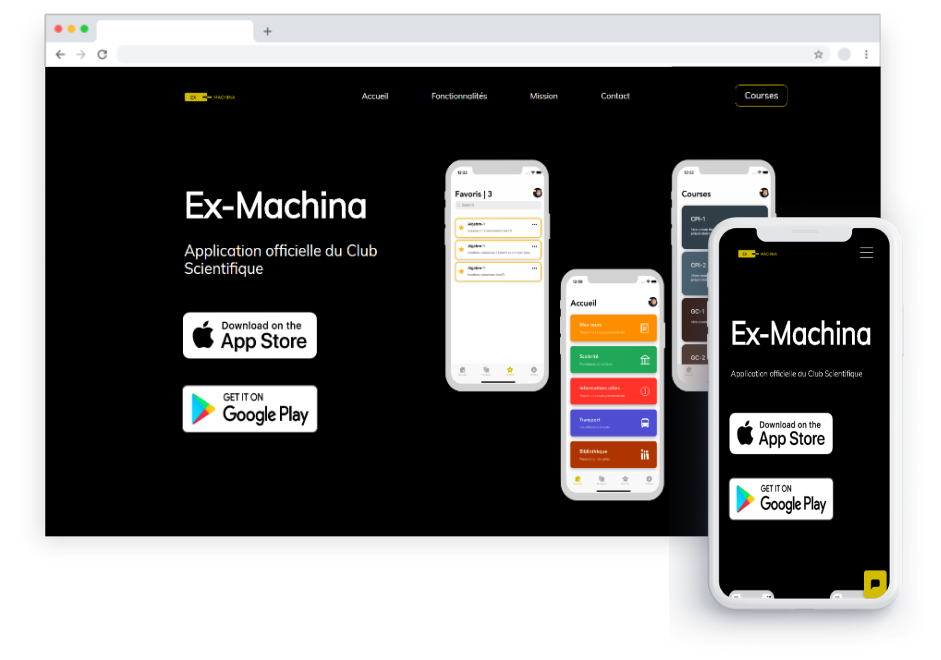 EX MACHINA
Accueil
Fonctionnalités
Mission
Contact
Courses
Ex-Machina
Application officielle du Club
Scientifique
Download on the
App Store
GET IT ON
Google Play
Favoris | 3
Search
Algèbre-1
Algèbre-1
Algèbre-1
Accueil
Mes cours
Scolarité
Informations utiles
Transport
Bibliothèque
Courses
CPI-1
CPI-2
GC-1
GC-2
EX MACHINA
Ex-Machina
Application officielle du Club Scientifique
Download on the
App Store
GET IT ON
Google Play